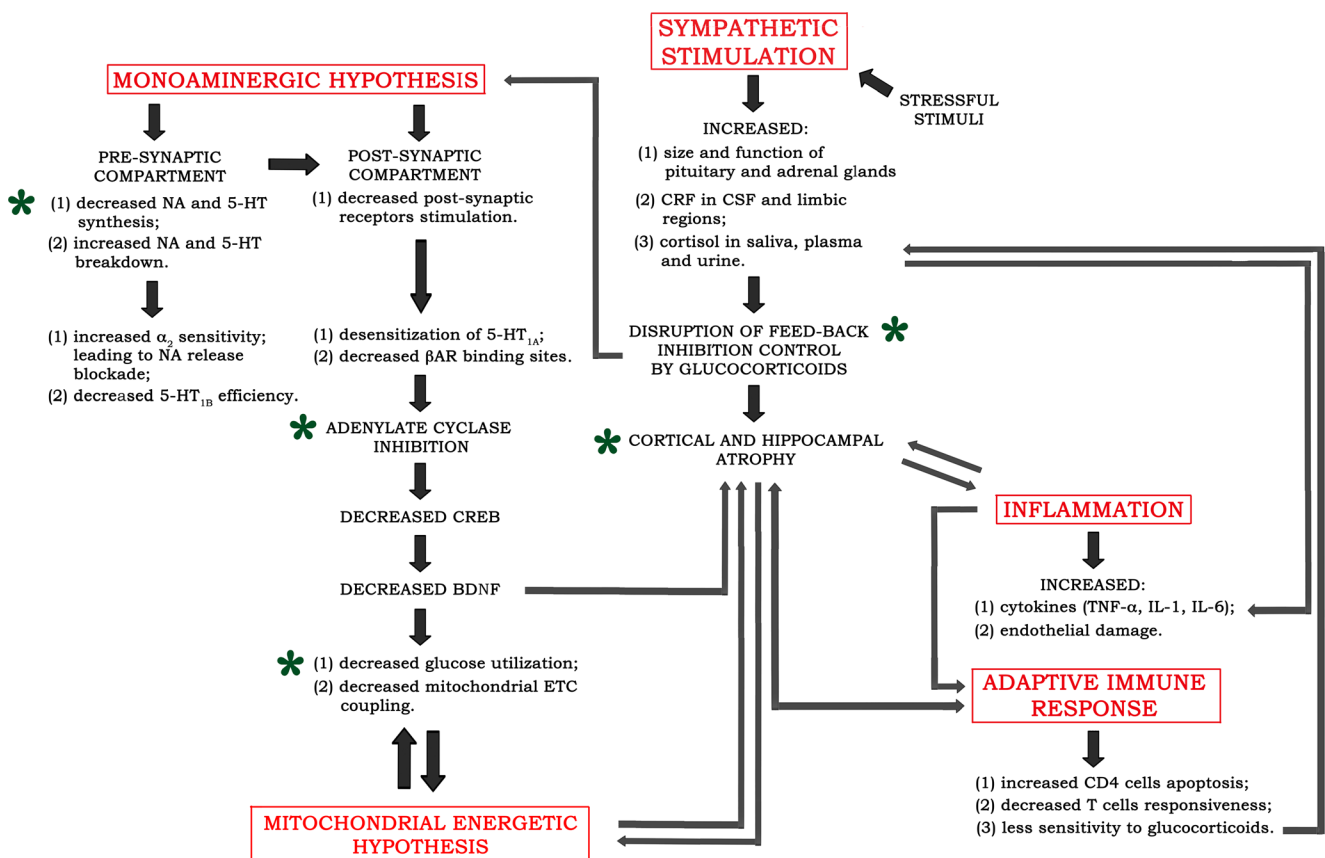 SYMPATHETIC
STIMULATION
MONOAMINERGIC HYPOTHESIS
STRESSFUL
STIMULI
PRE-SYNAPTIC
COMPARTMENT
(1) decreased NA and 5-HT
synthesis;
(2) increased NA and 5-HT
breakdown.
(1) increased α₂ sensitivity;
leading to NA release
blockade;
(2) decreased 5-HT₁B efficiency.
POST-SYNAPTIC
COMPARTMENT
(1) decreased post-synaptic
receptors stimulation.
(1) desensitization of 5-HT₁A;
(2) decreased βAR binding sites.
ADENYLATE CYCLASE
INHIBITION
DECREASED CREB
DECREASED BDNF
(1) decreased glucose utilization;
(2) decreased mitochondrial ETC
coupling.
MITOCHONDRIAL ENERGETIC
HYPOTHESIS
INCREASED:
(1) size and function of
pituitary and adrenal glands
(2) CRF in CSF and limbic
regions;
(3) cortisol in saliva, plasma
and urine.
DISRUPTION OF FEED-BACK
INHIBITION CONTROL
BY GLUCOCORTICOIDS
CORTICAL AND HIPPOCAMPAL
ATROPHY
INFLAMMATION
INCREASED:
(1) cytokines (TNF-α, IL-1, IL-6);
(2) endothelial damage.
ADAPTIVE IMMUNE
RESPONSE
(1) increased CD4 cells apoptosis;
(2) decreased T cells responsiveness;
(3) less sensitivity to glucocorticoids.